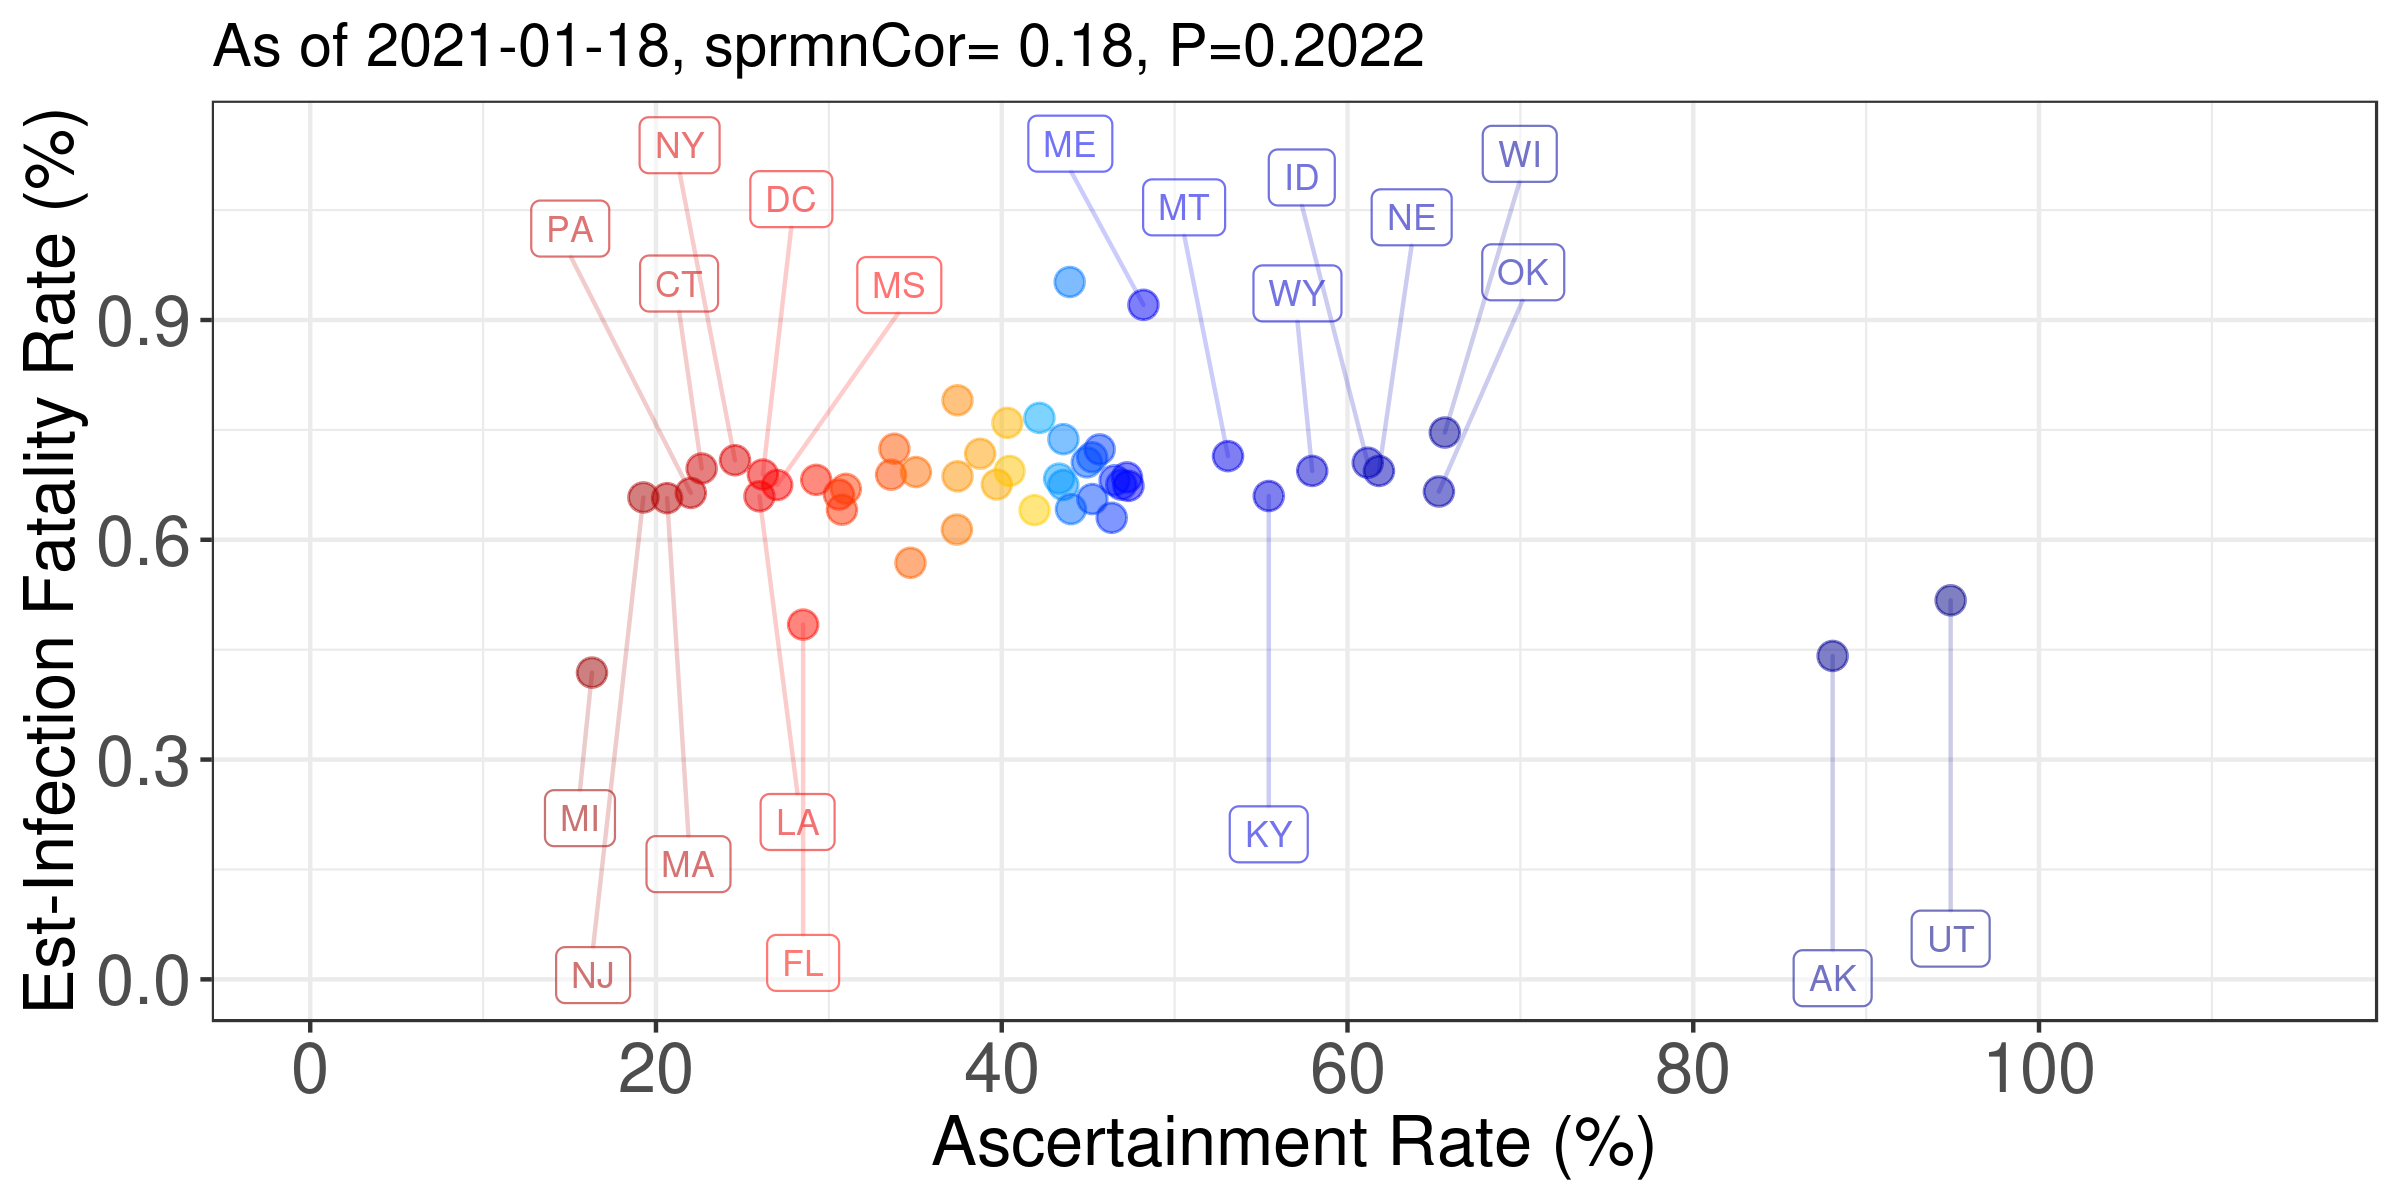 As of 2021-01-18, sprmnCor= 0.18, P=0.2022
Est-Infection Fatality Rate (%)
0.9
0.6
0.3
0.0
NY
ME
WI
ID
DC
MT
NE
PA
CT
MS
WY
OK
MI
LA
KY
MA
UT
FL
NJ
AK
0 20 40 60 80 100
Ascertainment Rate (%)